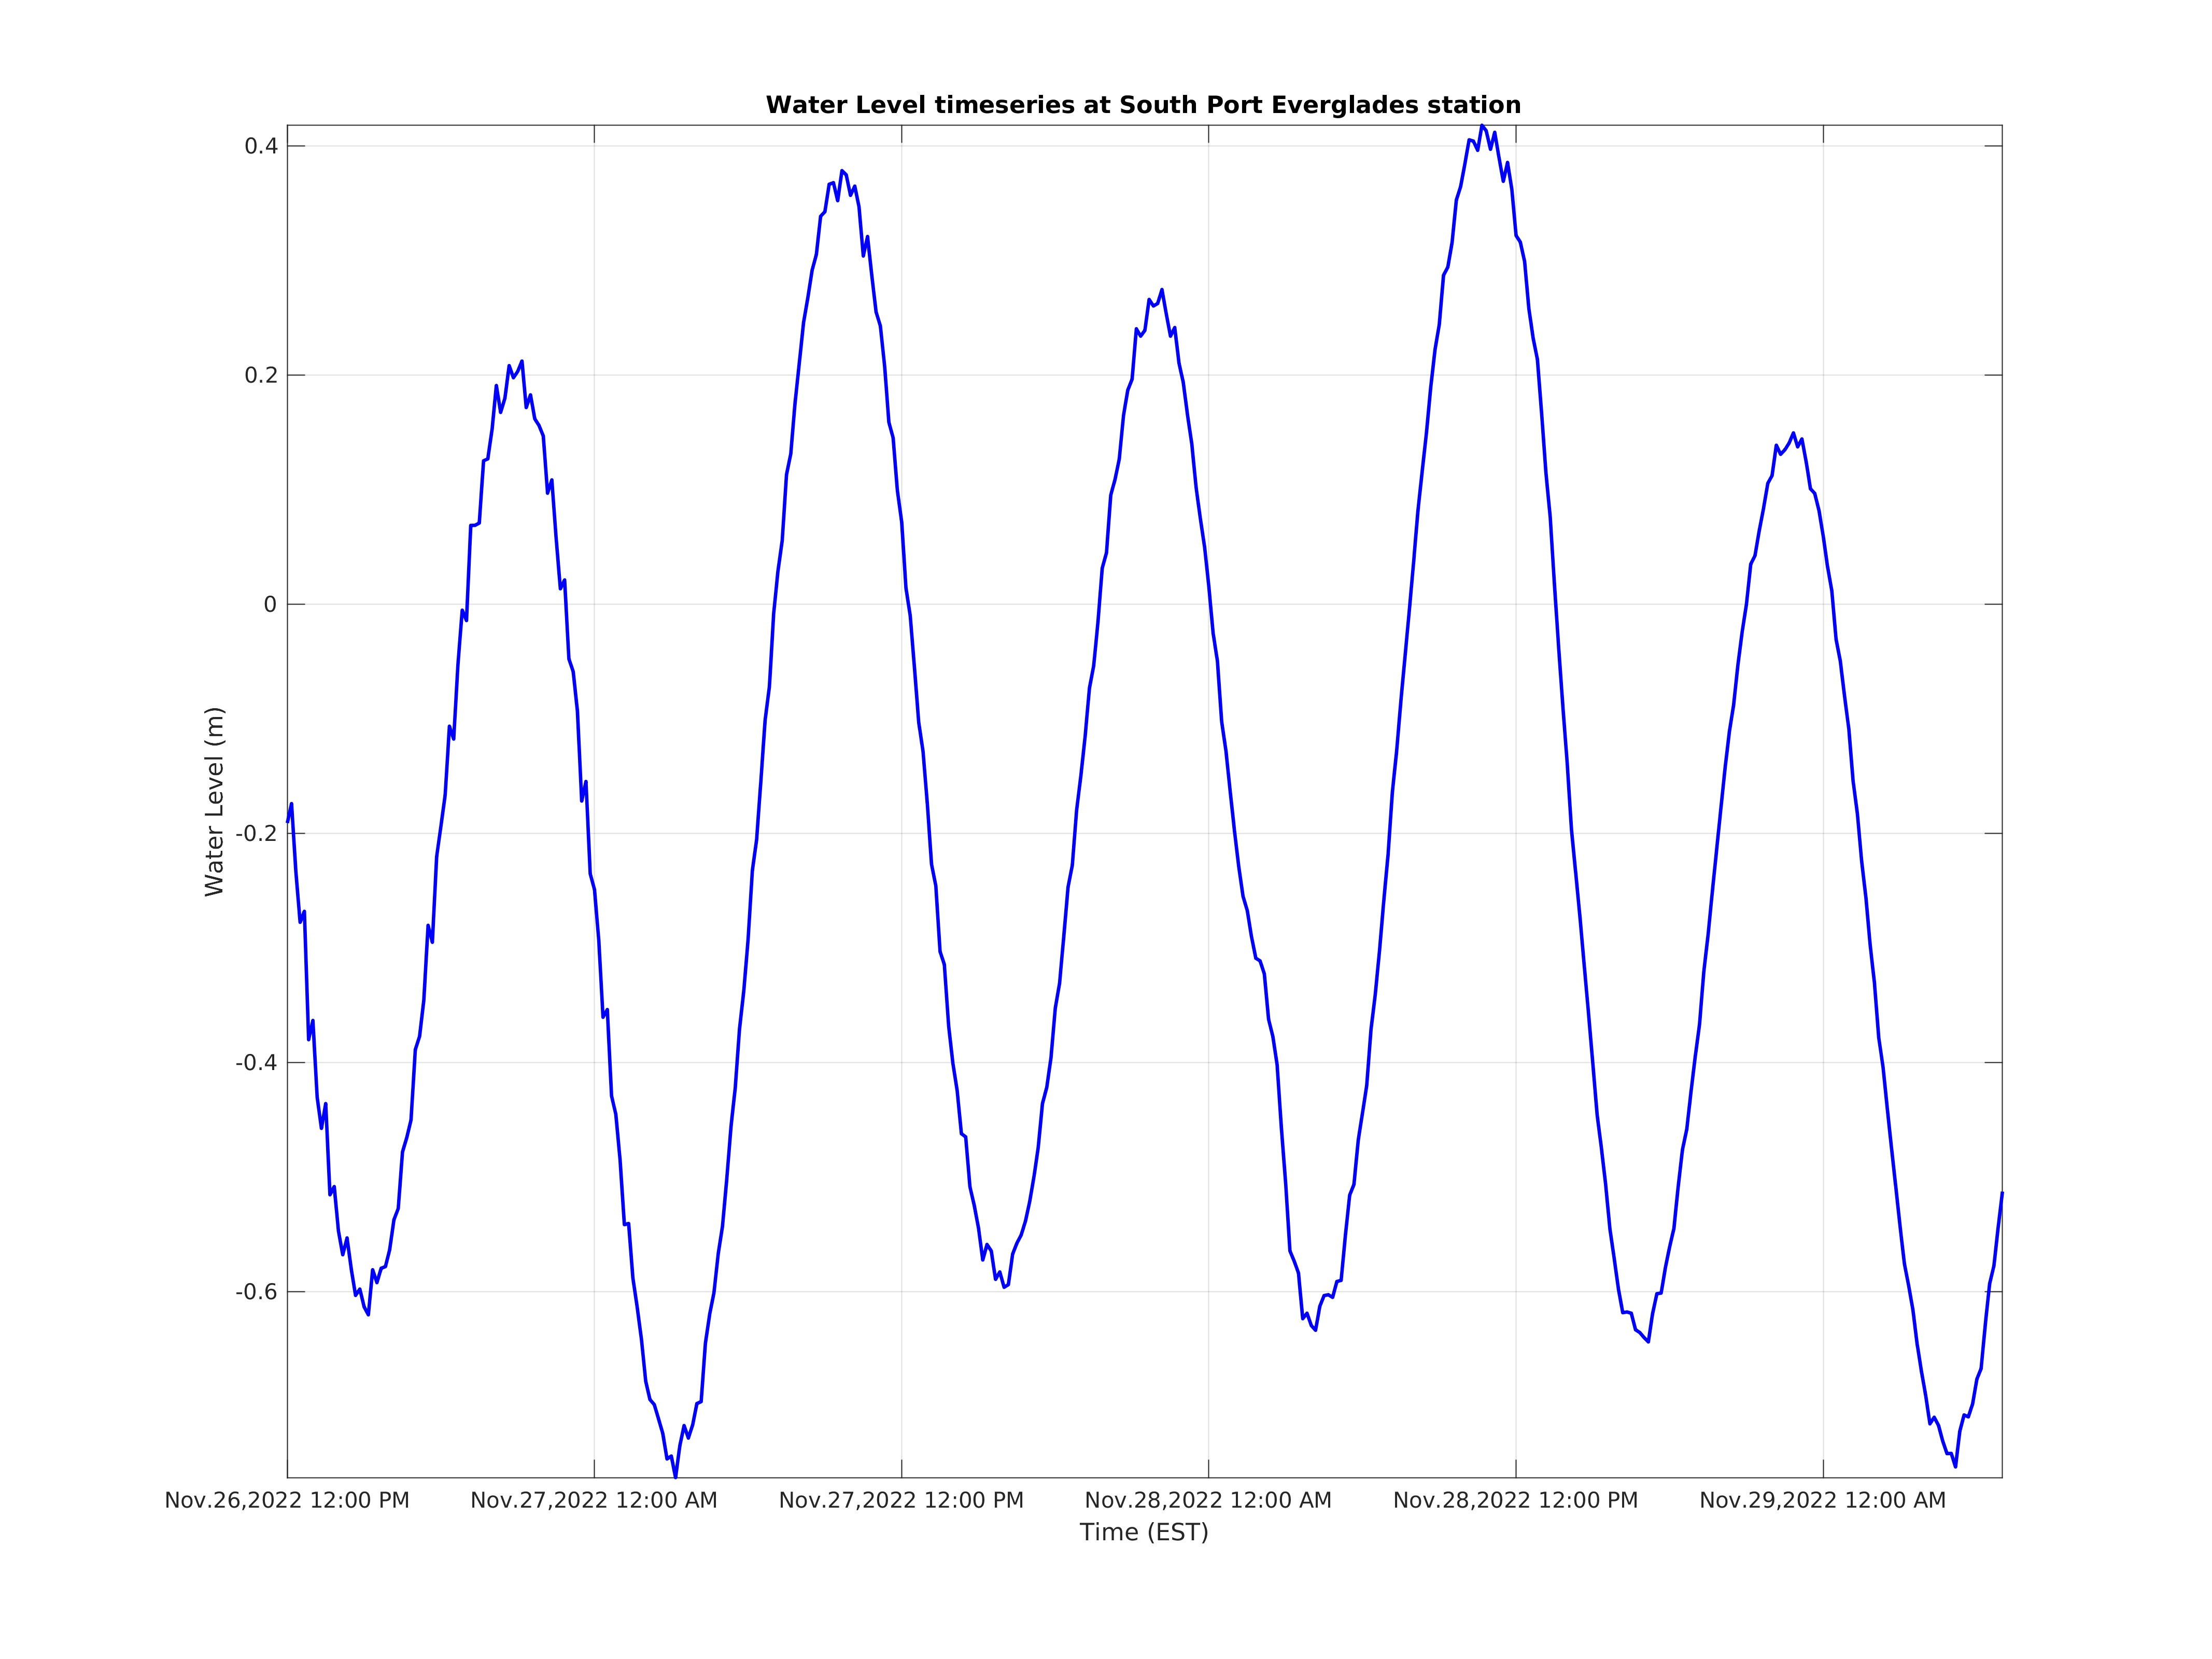 Water Level timeseries at South Port Everglades station
0.4
0.2
0
-0.2
-0.4
-0.6
Water Level (m)
Nov.26,2022 12:00 PM Nov.27,2022 12:00 AM Nov.27,2022 12:00 PM Nov.28,2022 12:00 AM Nov.28,2022 12:00 PM Nov.29,2022 12:00 AM
Time (EST)